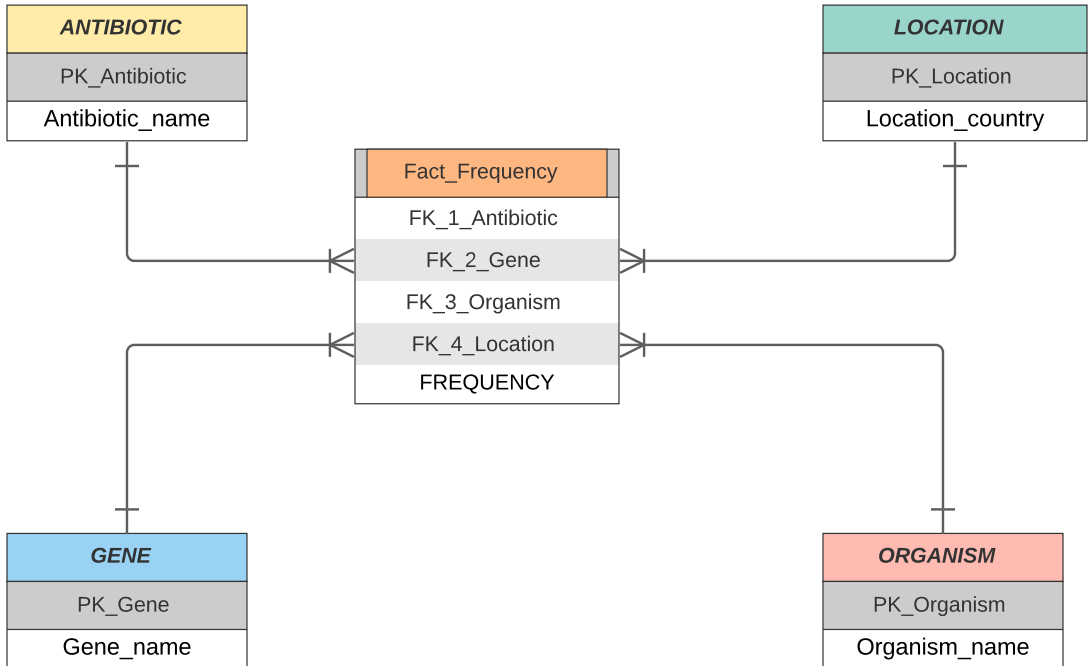 ANTIBIOTIC
PK_Antibiotic
Antibiotic_name
LOCATION
PK_Location
Location_country
Fact_Frequency
FK_1_Antibiotic
FK_2_Gene
FK_3_Organism
FK_4_Location
FREQUENCY
GENE
PK_Gene
Gene_name
ORGANISM
PK_Organism
Organism_name